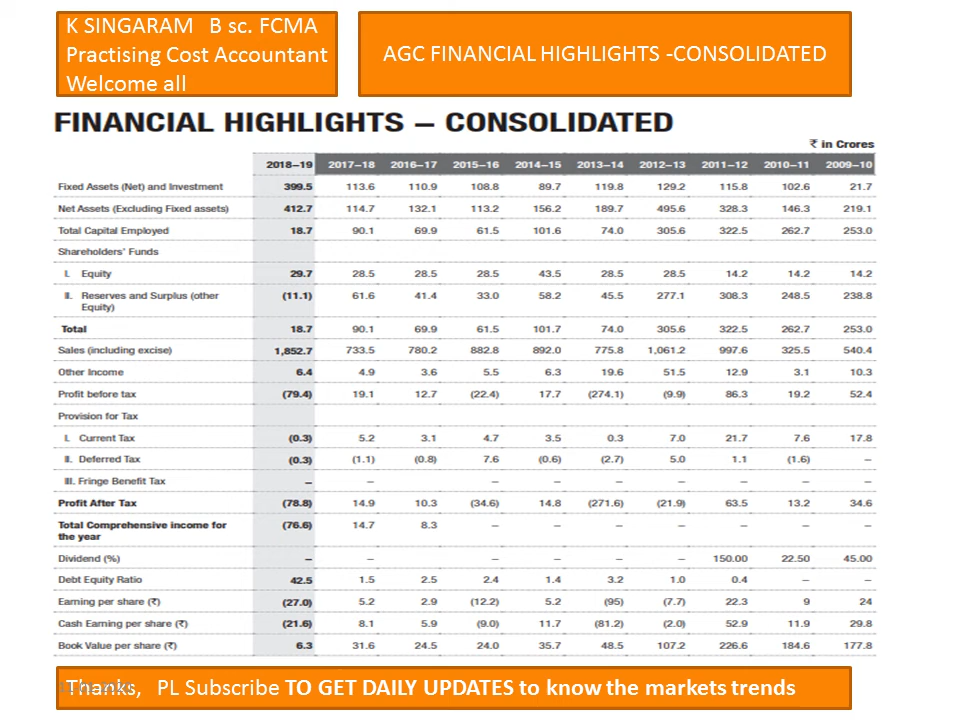 K SINGARAM B sc. FCMA
Practising Cost Accountant
Welcome all
AGC FINANCIAL HIGHLIGHTS -CONSOLIDATED
FINANCIAL HIGHLIGHTS – CONSOLIDATED
₹ in Crores
2018–19 2017–18 2016–17 2015–16 2014–15 2013–14 2012–13 2011–12 2010–11 2009–10
Fixed Assets (Net) and Investment 399.5 113.6 110.9 108.8 89.7 119.8 129.2 115.8 102.6 21.7
Net Assets (Excluding Fixed assets) 412.7 114.7 132.1 113.2 156.2 189.7 495.6 328.3 146.3 219.1
Total Capital Employed 18.7 90.1 69.9 61.5 101.6 74.0 305.6 322.5 262.7 253.0
Shareholders' Funds
I. Equity 29.7 28.5 28.5 28.5 43.5 28.5 28.5 14.2 14.2 14.2
II. Reserves and Surplus (other (11.1) 61.6 41.4 33.0 58.2 45.5 277.1 308.3 248.5 238.8
Equity)
Total 18.7 90.1 69.9 61.5 101.7 74.0 305.6 322.5 262.7 253.0
Sales (including excise) 1,852.7 733.5 780.2 882.8 892.0 775.8 1,061.2 997.6 325.5 540.4
Other Income 6.4 4.9 3.6 5.5 6.3 19.6 51.5 12.9 3.1 10.3
Profit before tax (79.4) 19.1 12.7 (22.4) 17.7 (274.1) (9.9) 86.3 19.2 52.4
Provision for Tax
I. Current Tax (0.3) 5.2 3.1 4.7 3.5 0.3 7.0 21.7 7.6 17.8
II. Deferred Tax (0.3) (1.1) (0.8) 7.6 (0.6) (2.7) 5.0 1.1 (1.6) –
III. Fringe Benefit Tax – – – – – – – – –
Profit After Tax (78.8) 14.9 10.3 (34.6) 14.8 (271.6) (21.9) 63.5 13.2 34.6
Total Comprehensive income for (76.6) 14.7 8.3 – – – – – – –
the year
Dividend (%) – – – – – – – 150.00 22.50 45.00
Debt Equity Ratio 42.5 1.5 2.5 2.4 1.4 3.2 1.0 0.4 – –
Earning per share (₹) (27.0) 5.2 2.9 (12.2) 5.2 (95) (7.7) 22.3 9 24
Cash Earning per share (₹) (21.6) 8.1 5.9 (9.0) 11.7 (81.2) (2.0) 52.9 11.9 29.8
Book Value per share (₹) 6.3 31.6 24.5 24.0 35.7 48.5 107.2 226.6 184.6 177.8
Thanks, PL Subscribe TO GET DAILY UPDATES to know the markets trends